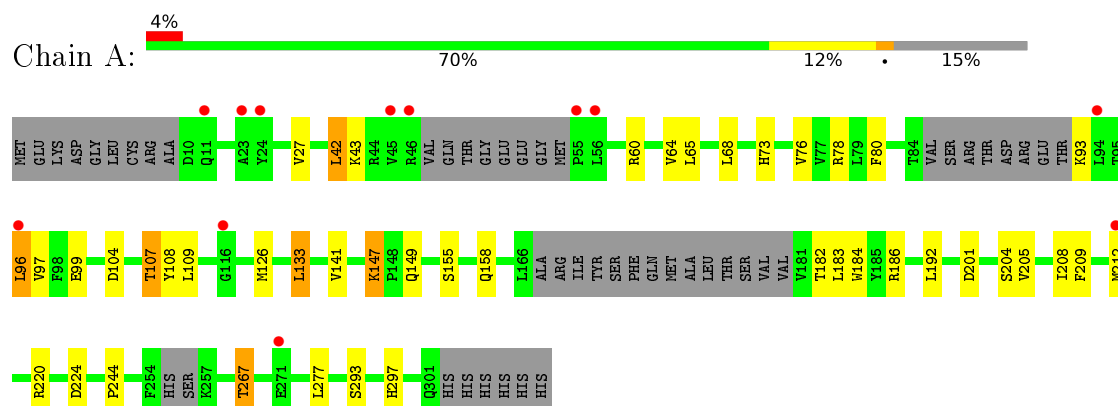 4%
Chain A:
70% 12% • 15%
MET GLU LYS ASP GLY LEU CYS ARG ALA D10 Q11 A23 Y24 V27 L42 K43 R44 V45 R46 VAL GLN THR GLY GLU GLU GLY MET P55 L56 R60 V64 L65 L68 H73 V76 V77 R78 L79 F80 T84 VAL SER ARG THR ASP ARG GLU THR K93 L94 T95
L96 V97 F98 E99 D104 T107 Y108 L109 G116 M126 L133 V141 K147 P148 Q149 S155 Q158 L166 ALA ARG ILE TYR SER PHE GLN MET ALA LEU THR SER VAL VAL V181 T182 L183 W184 Y185 R186 L192 D201 S204 V205 I208 F209 M212
R220 D224 P244 F254 HIS SER K257 T267 E271 L277 S293 H297 Q301 HIS HIS HIS HIS HIS HIS